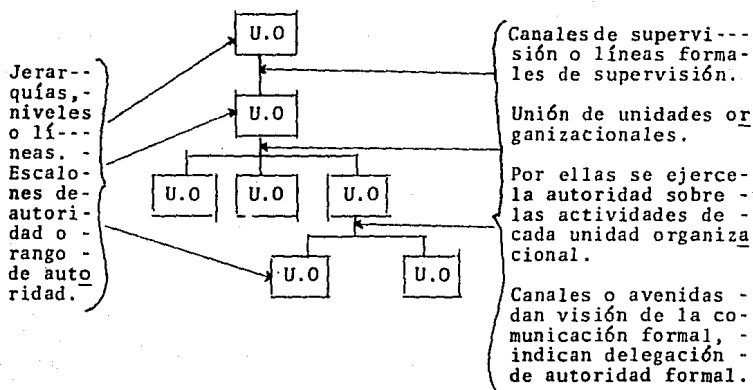 Jerar--
quías,-
niveles
o lí---
neas. -
Escalo-
nes de-
autori-
dad o -
rango -
de auto
ridad.
U.O
U.O
U.O U.O U.O
U.O U.O
Canales de supervi---
sión o líneas forma-
les de supervisión.
Unión de unidades or
ganizacionales.
Por ellas se ejerce-
la autoridad sobre -
las actividades de -
cada unidad organiza
cional.
Canales o avenidas -
dan visión de la co-
municación formal, -
indican delegación -
de autoridad formal.